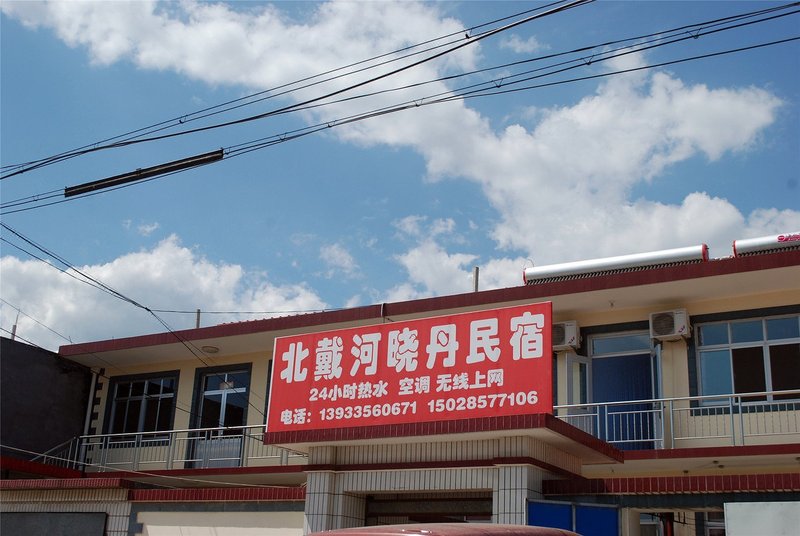 北戴河晓丹民宿
24小时热水 空调 无线上网
电话：13933560671 15028577106